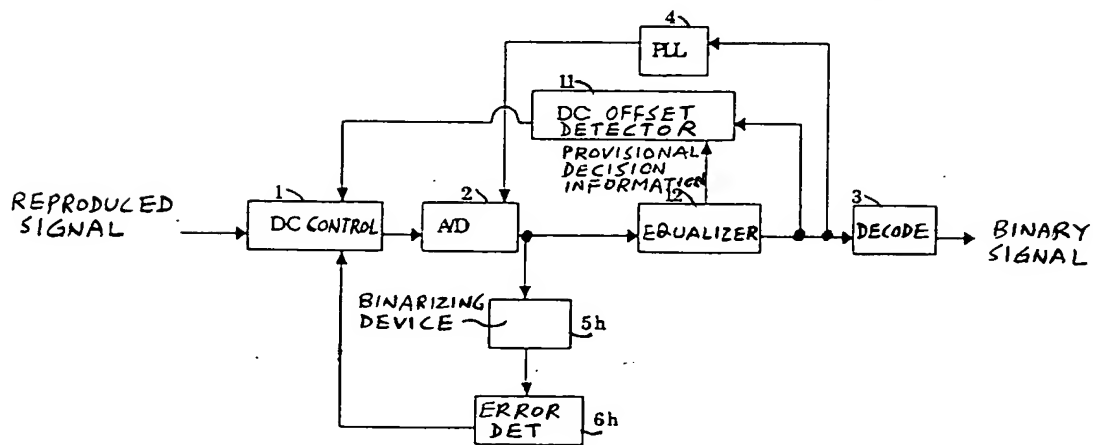 4
PLL
11
DC OFFSET
DETECTOR
PROVISIONAL
DECISION
INFORMATION
REPRODUCED
SIGNAL
1
DC CONTROL
2
A/D
12
EQUALIZER
3
DECODE
BINARY
SIGNAL
BINARIZING
DEVICE
5h
ERROR
DET
6h